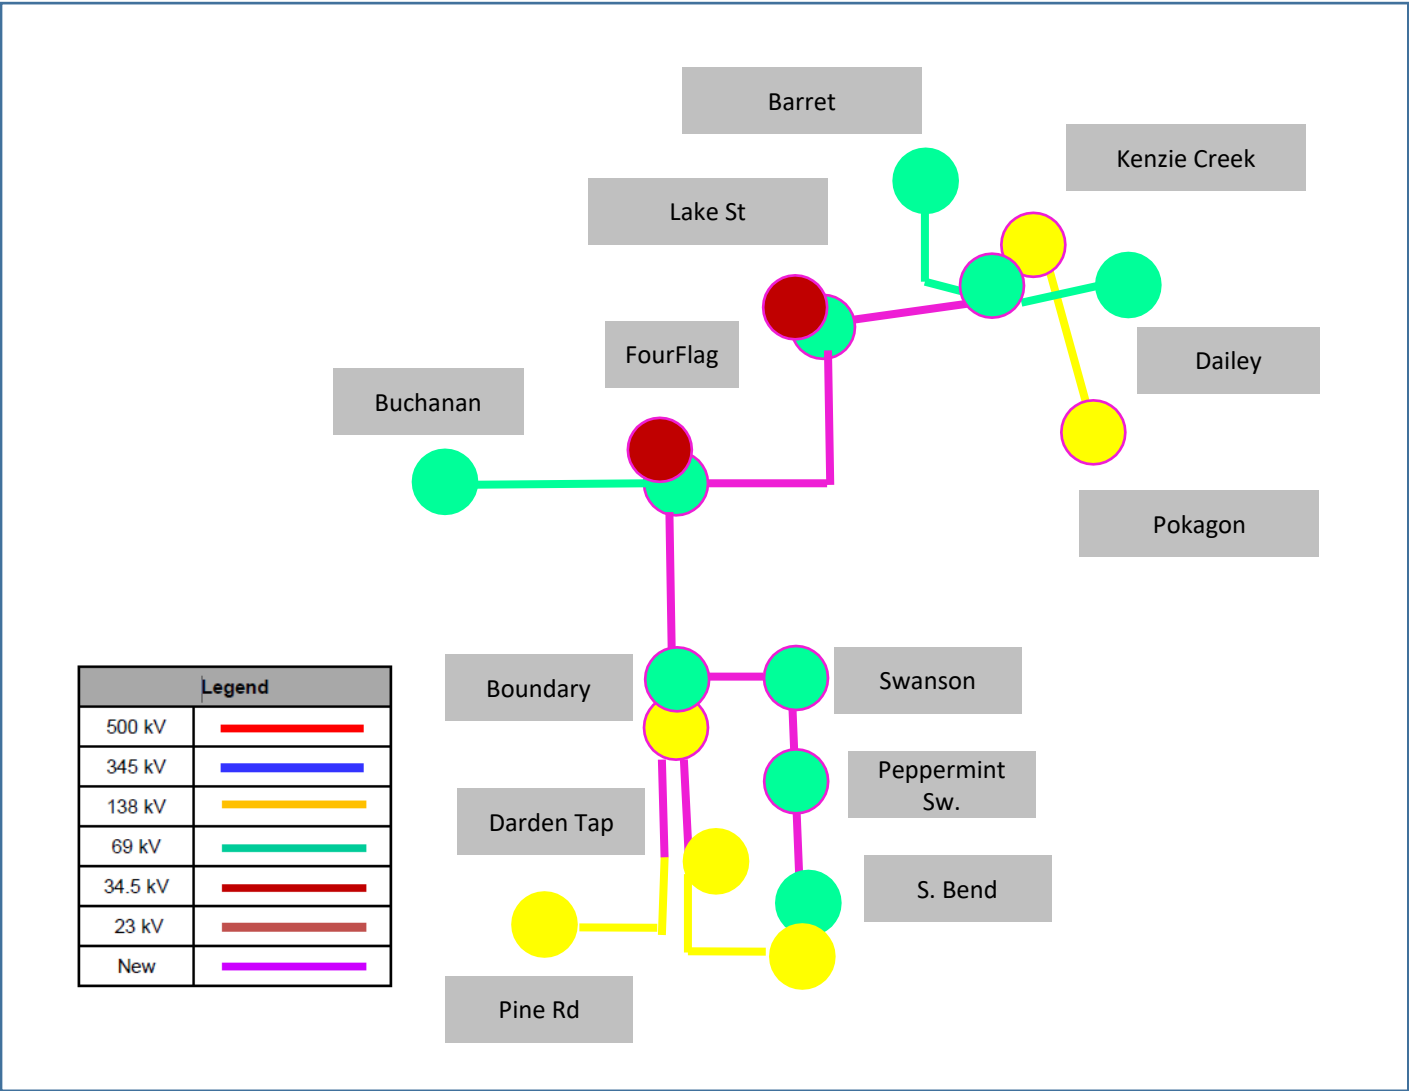 Barret
Kenzie Creek
Lake St
FourFlag
Dailey
Buchanan
Pokagon
Boundary
Swanson
Peppermint
Sw.
Darden Tap
S. Bend
Pine Rd
Legend
500 kV
345 kV
138 kV
69 kV
34.5 kV
23 kV
New